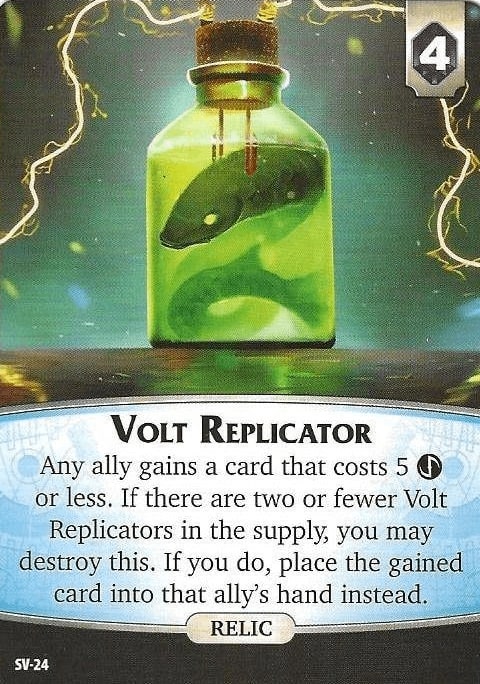 4
VOLT REPLICATOR
Any ally gains a card that costs 5
or less. If there are two or fewer Volt
Replicators in the supply, you may
destroy this. If you do, place the gained
card into that ally's hand instead.
RELIC
SV-24